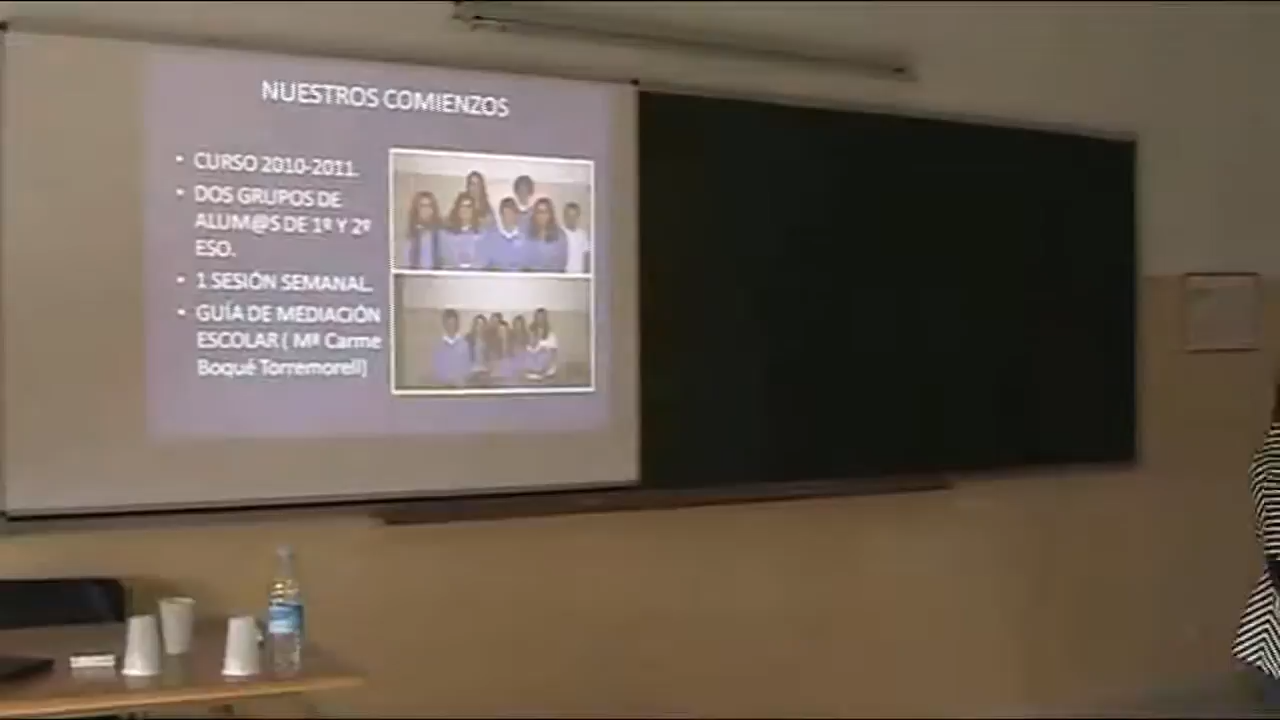 NUESTROS COMIENZOS
• CURSO 2010-2011.
• DOS GRUPOS DE
ALUM@S DE 1º Y 2º
ESO.
• 1 SESIÓN SEMANAL.
• GUÍA DE MEDIACIÓN
ESCOLAR ( Mª Carme
Boqué Torremorell)